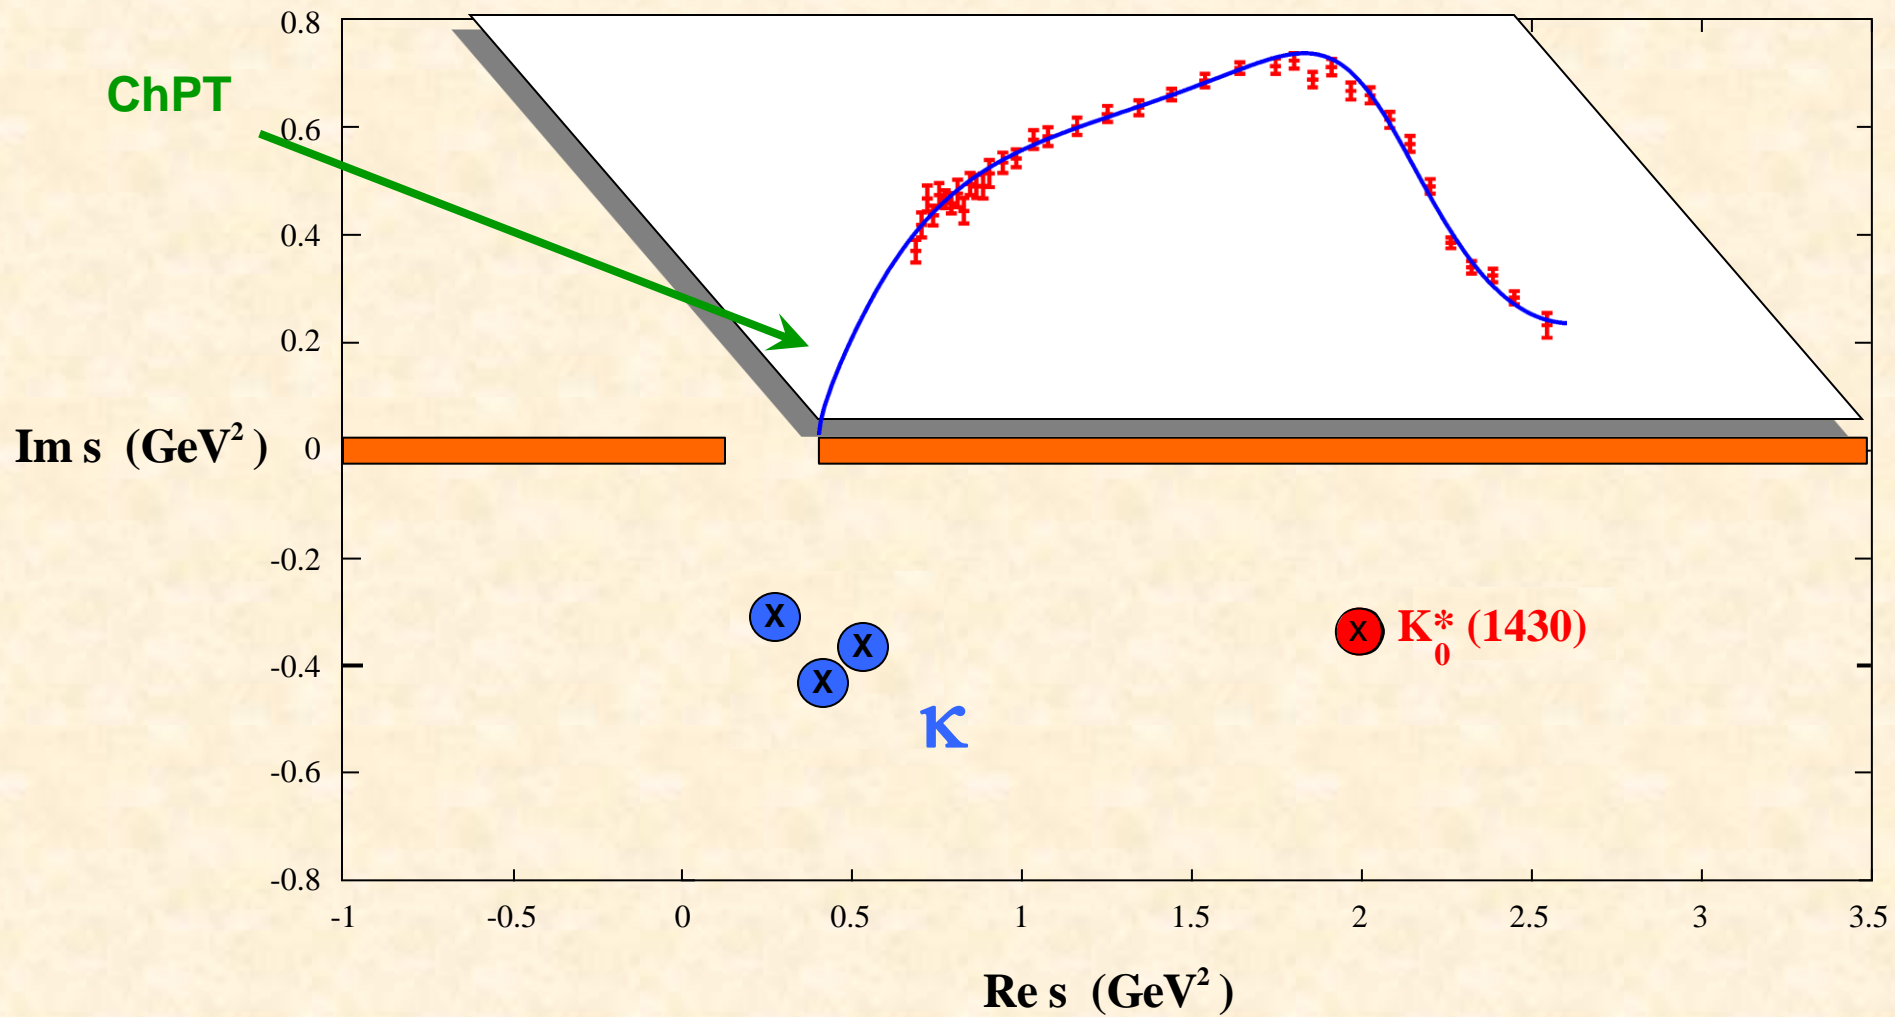 0.8
ChPT
0.6
0.4
0.2
Im s (GeV² ) 0
-0.2
X
X
X
X K*0 (1430)
-0.4
κ
-0.6
-0.8
-1 -0.5 0 0.5 1 1.5 2 2.5 3 3.5
Re s (GeV² )